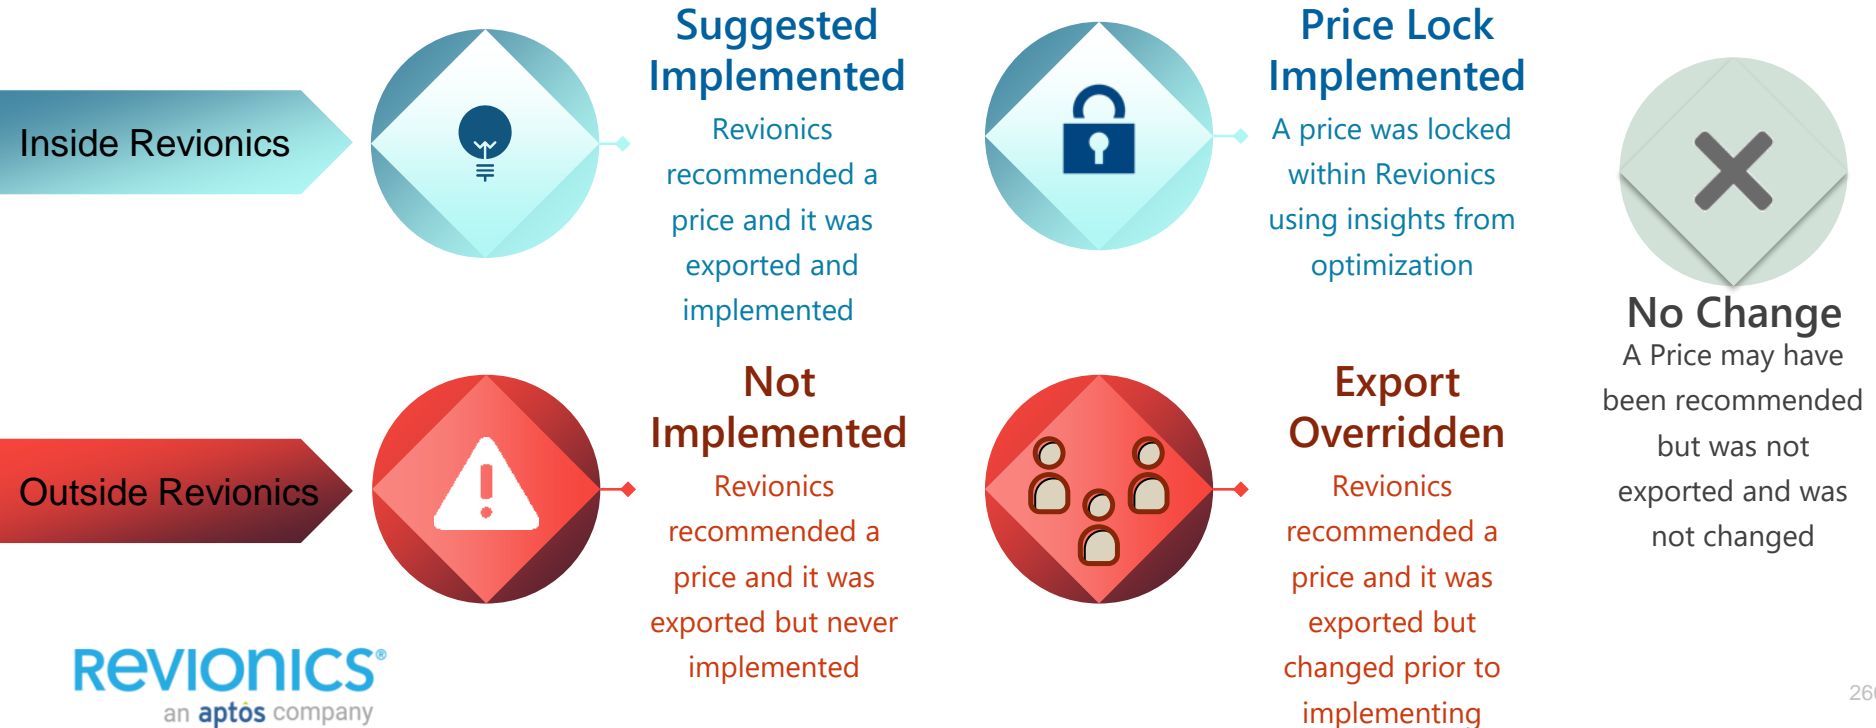 Inside Revionics
Suggested
Implemented
Revionics
recommended a
price and it was
exported and
implemented
Price Lock
Implemented
A price was locked
within Revionics
using insights from
optimization
No Change
A Price may have
been recommended
but was not
exported and was
not changed
Outside Revionics
Not
Implemented
Revionics
recommended a
price and it was
exported but never
implemented
Export
Overridden
Revionics
recommended a
price and it was
exported but
changed prior to
implementing
Revionics®
an aptos company